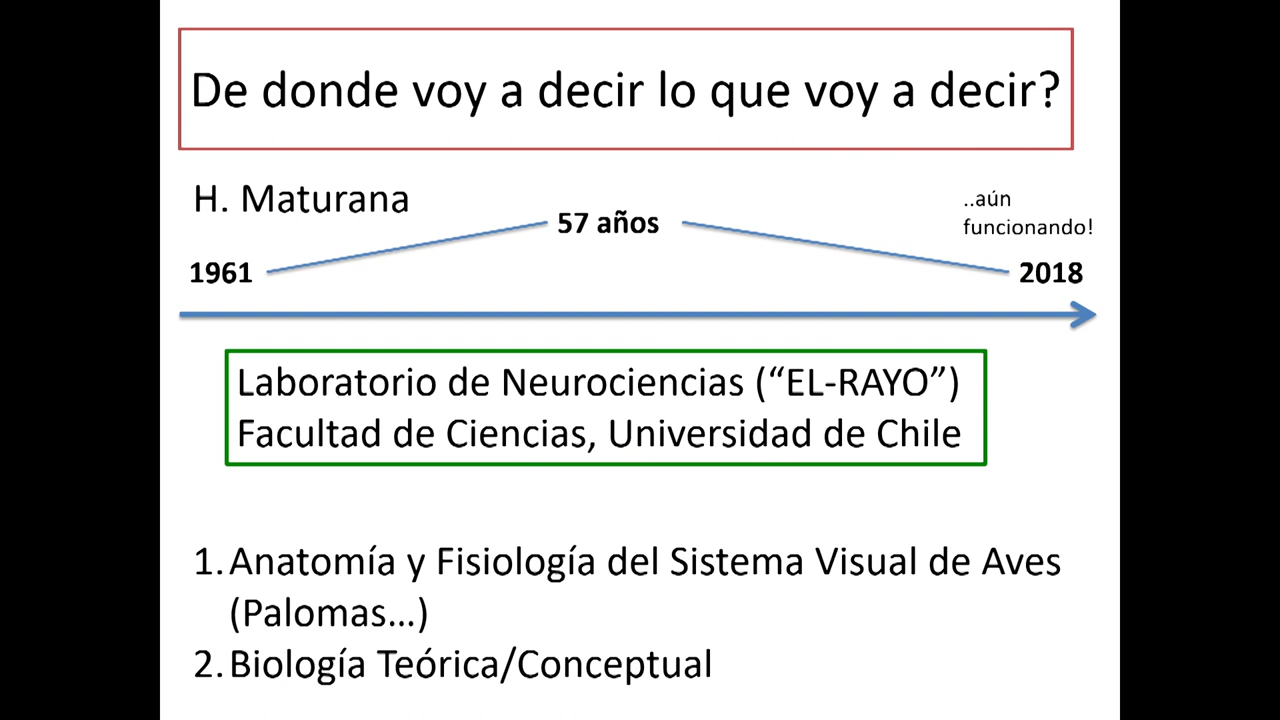 De donde voy a decir lo que voy a decir?
H. Maturana
57 años
..aún
funcionando!
1961
2018
Laboratorio de Neurociencias (“EL-RAYO”)
Facultad de Ciencias, Universidad de Chile
1. Anatomía y Fisiología del Sistema Visual de Aves
(Palomas...)
2. Biología Teórica/Conceptual